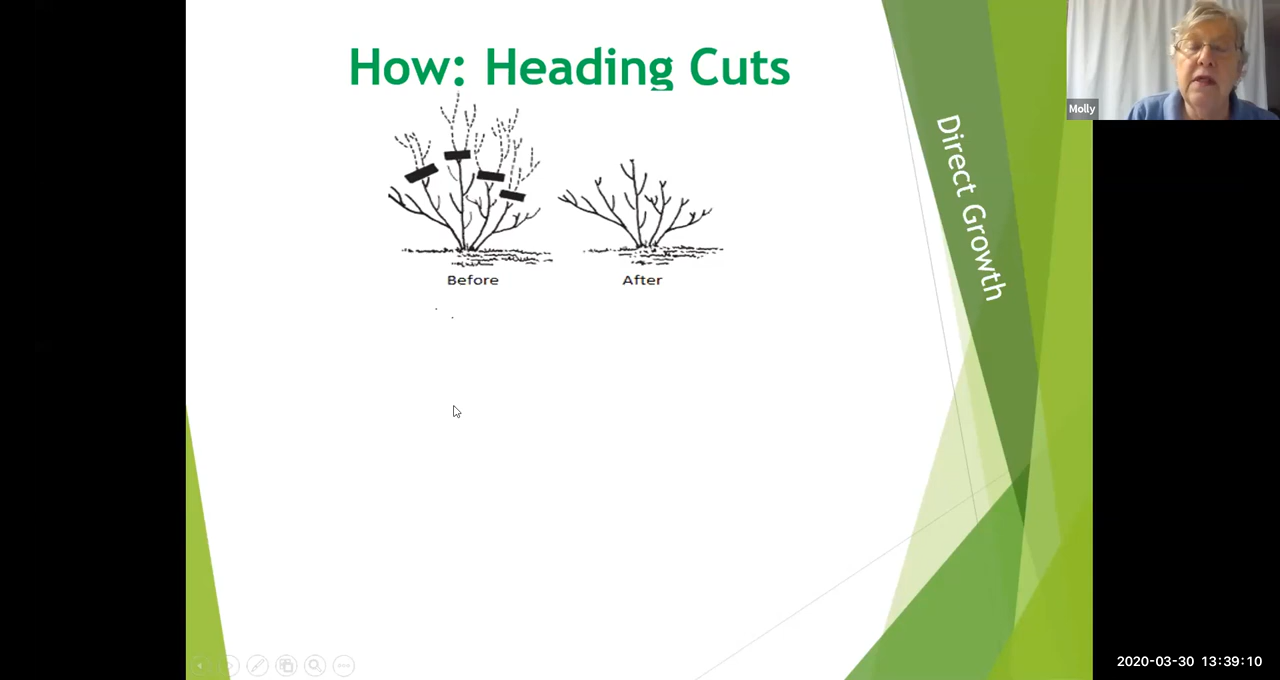 How: Heading Cuts
Molly
Direct Growth
Before
After
2020-03-30 13:39:10